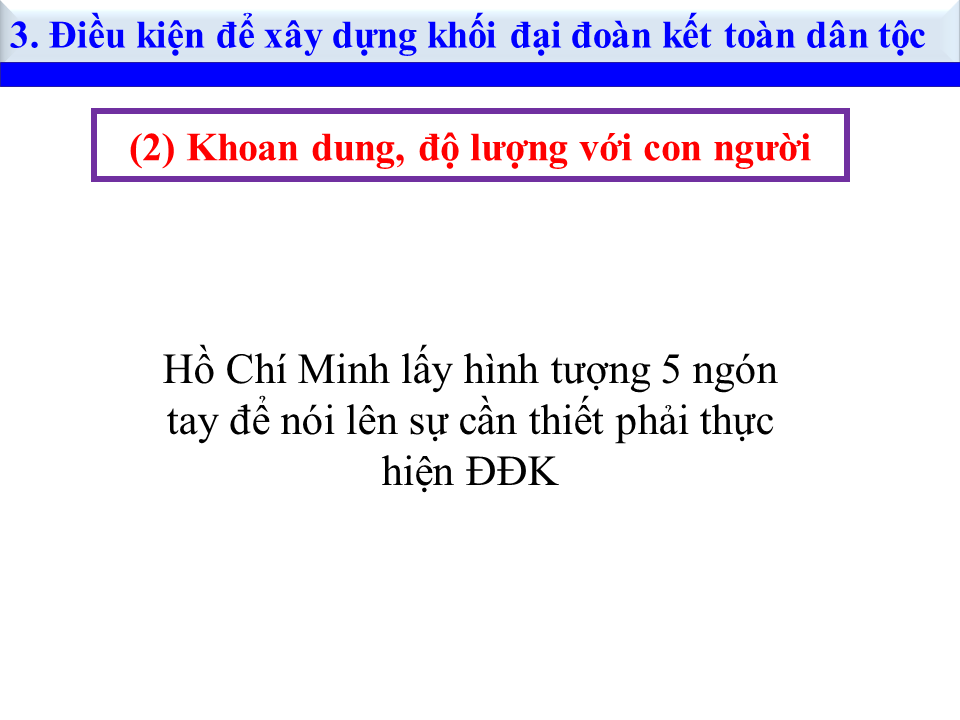 3. Điều kiện để xây dựng khối đại đoàn kết toàn dân tộc
(2) Khoan dung, độ lượng với con người
Hồ Chí Minh lấy hình tượng 5 ngón
tay để nói lên sự cần thiết phải thực
hiện ĐĐK